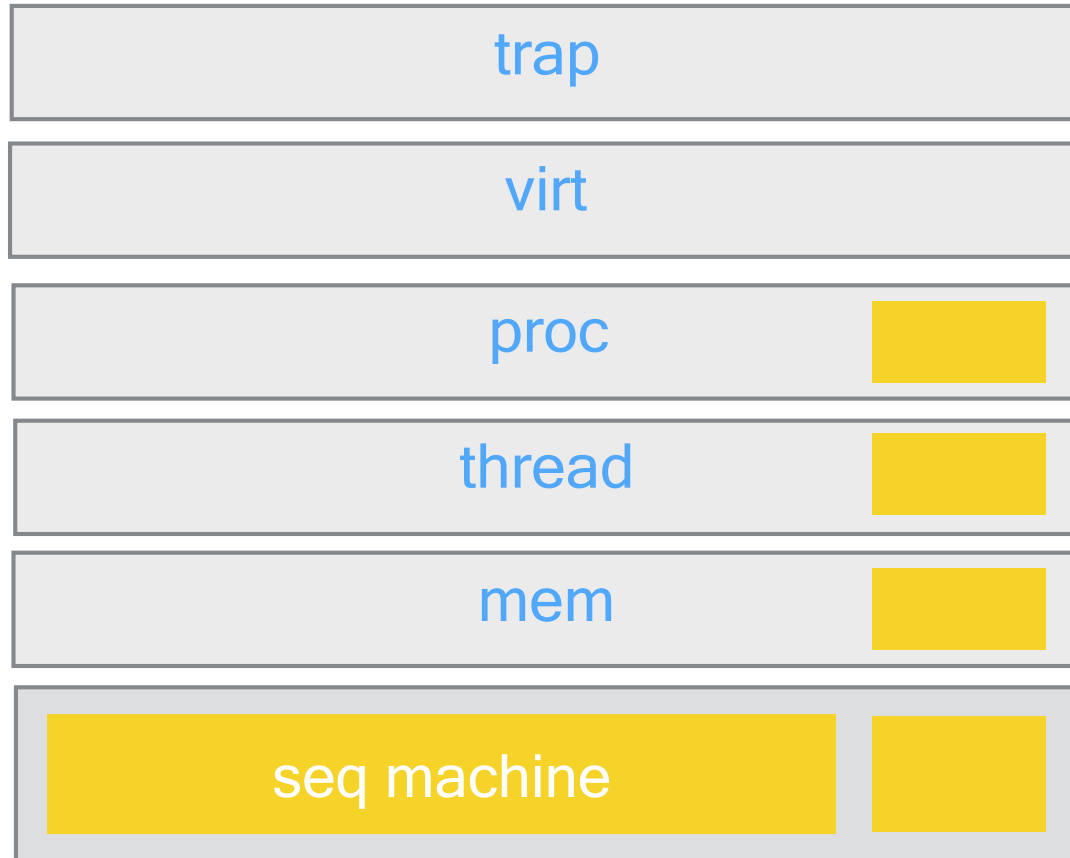 trap
virt
proc
thread
mem
seq machine